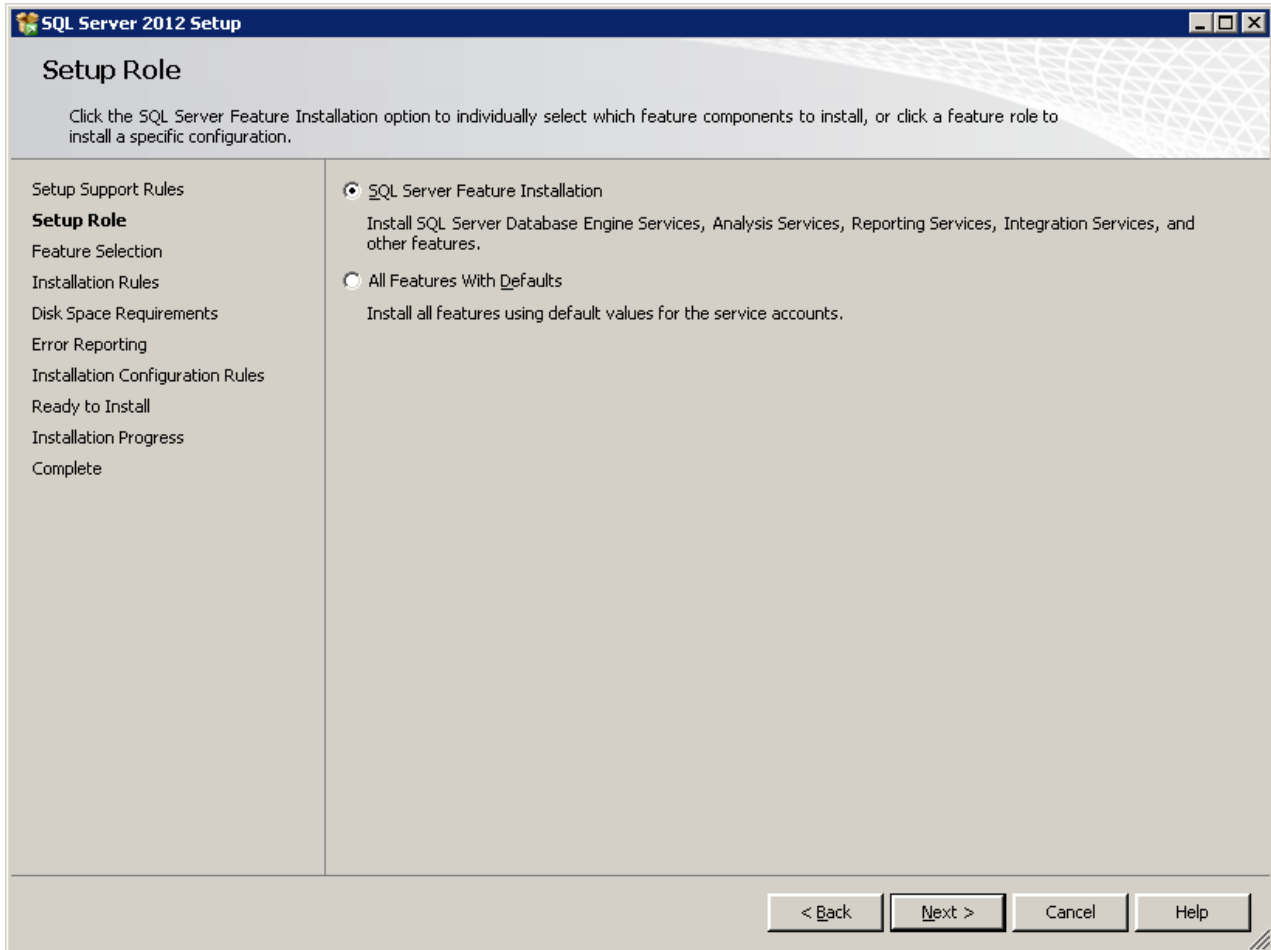 SQL Server 2012 Setup
Setup Role
Click the SQL Server Feature Installation option to individually select which feature components to install, or click a feature role to
install a specific configuration.
Setup Support Rules
Setup Role
Feature Selection
Installation Rules
Disk Space Requirements
Error Reporting
Installation Configuration Rules
Ready to Install
Installation Progress
Complete
SQL Server Feature Installation
Install SQL Server Database Engine Services, Analysis Services, Reporting Services, Integration Services, and
other features.
All Features With Defaults
Install all features using default values for the service accounts.
< Back
Next >
Cancel
Help